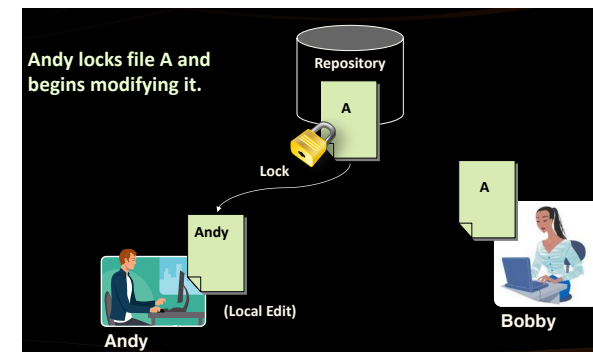 Andy locks file A and
begins modifying it.
Repository
A
Lock
A
Andy
(Local Edit)
Andy
Bobby